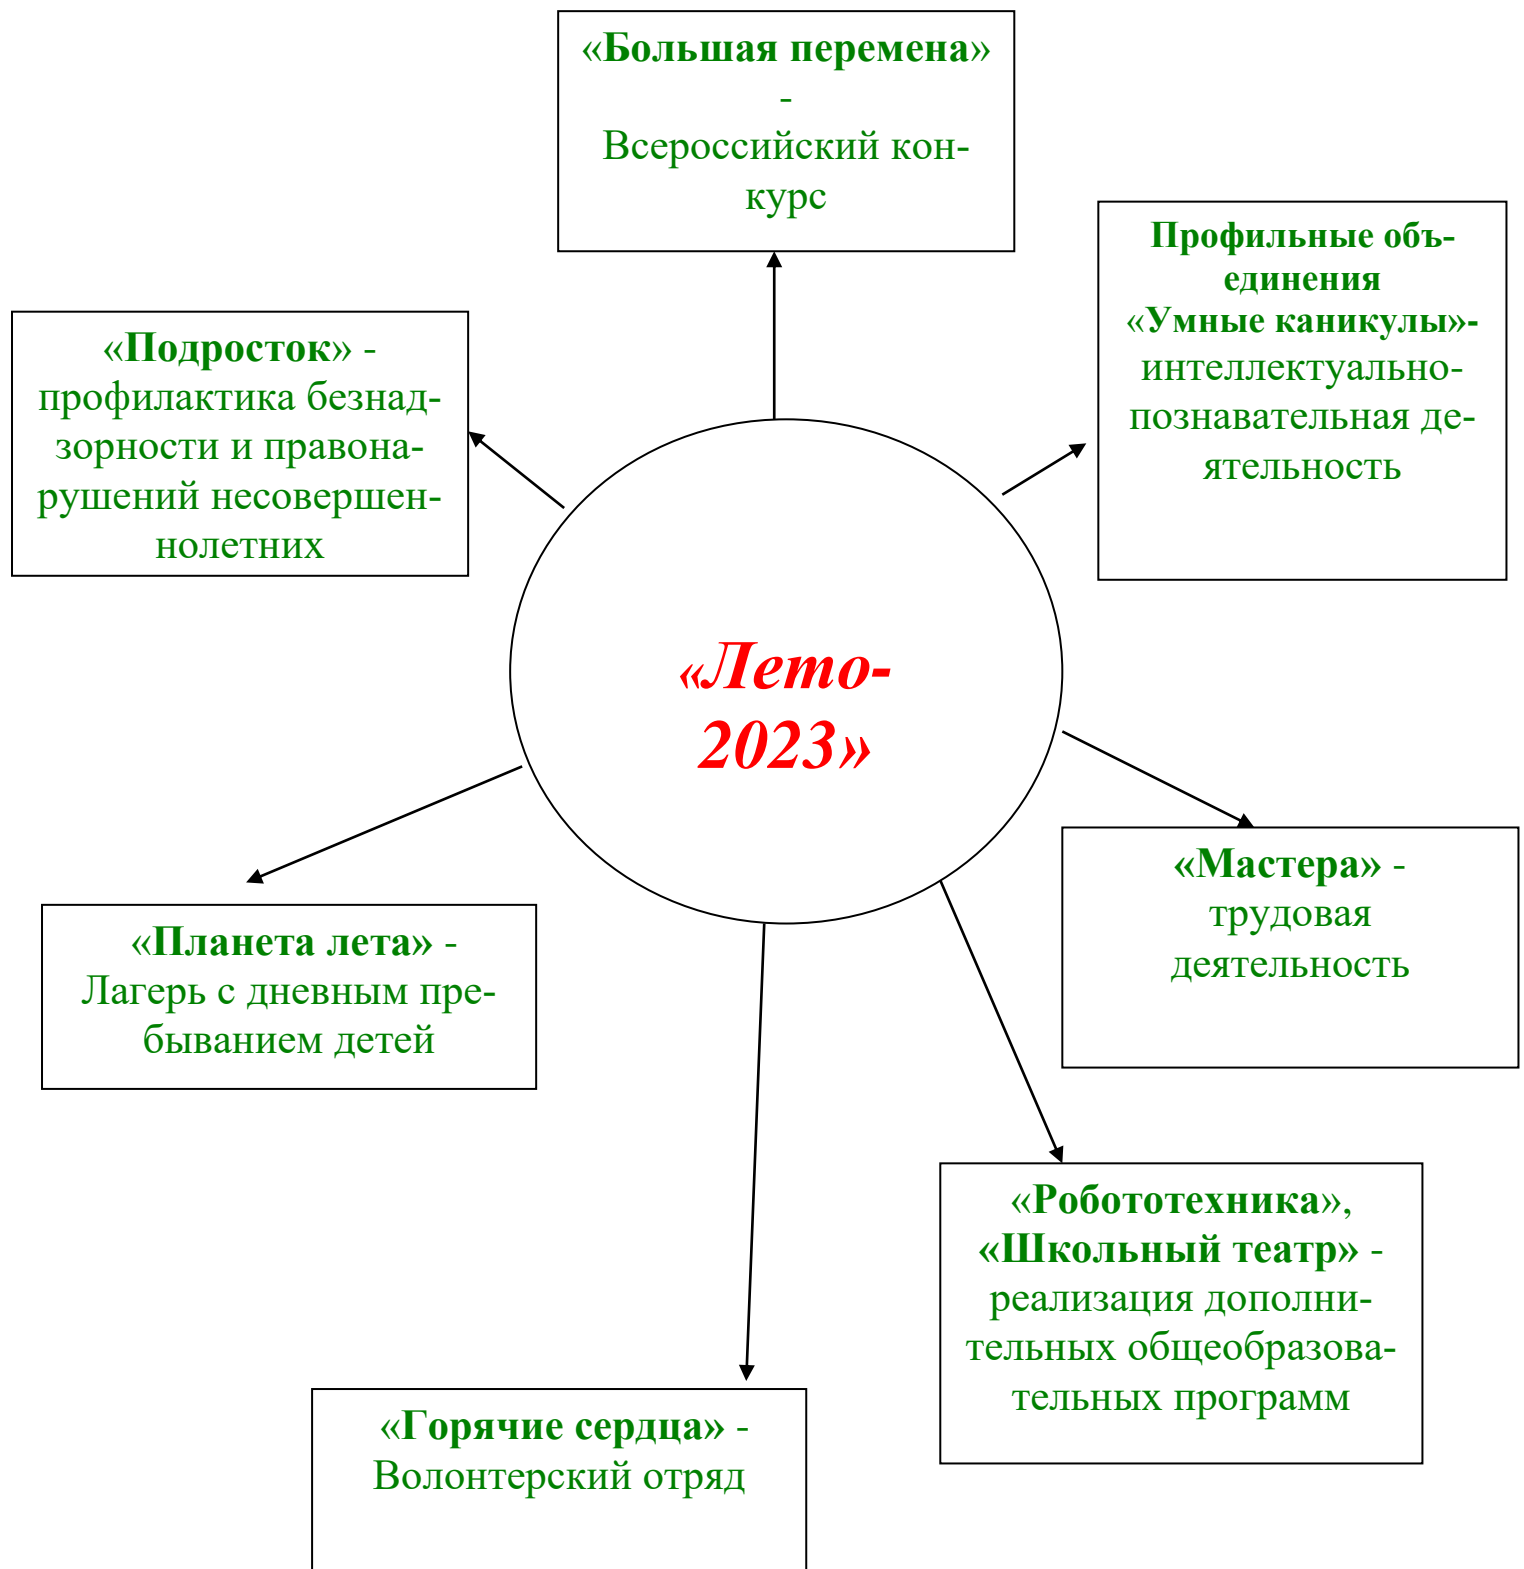 «Большая перемена»
-
Всероссийский кон-
курс
Профильные объ-
единения
«Умные каникулы»-
интеллектуально-
познавательная де-
ятельность
«Подросток» -
профилактика безнад-
зорности и правона-
рушений несовершен-
нолетних
«Лето-
2023»
«Мастера» -
трудовая
деятельность
«Планета лета» -
Лагерь с дневным пре-
быванием детей
«Робототехника»,
«Школьный театр» -
реализация дополни-
тельных общеобразова-
тельных программ
«Горячие сердца» -
Волонтерский отряд